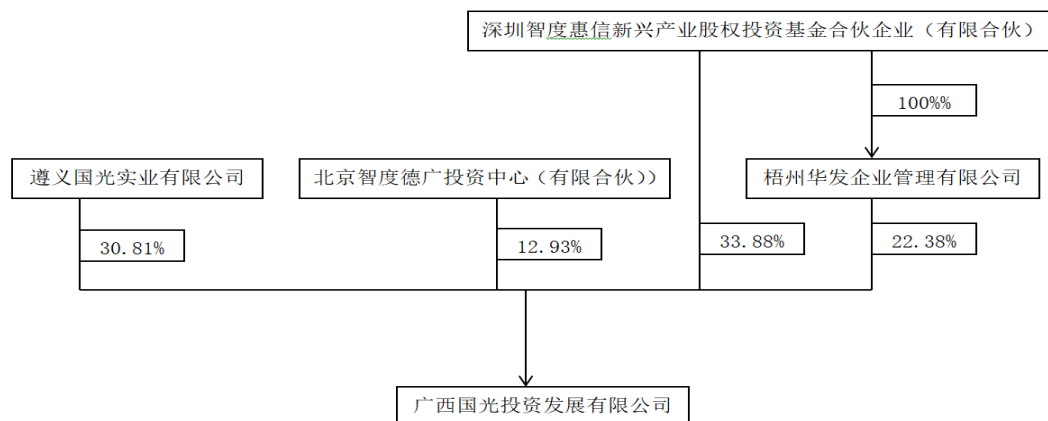 深圳智度惠信新兴产业股权投资基金合伙企业（有限合伙）
100%%
遵义国光实业有限公司
北京智度德广投资中心（有限合伙））
梧州华发企业管理有限公司
30.81%
12.93%
33.88%
22.38%
广西国光投资发展有限公司